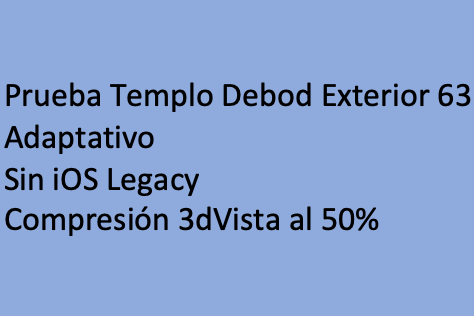 Prueba Templo Debod Exterior 63
Adaptativo
Sin iOS Legacy
Compresión 3dVista al 50%